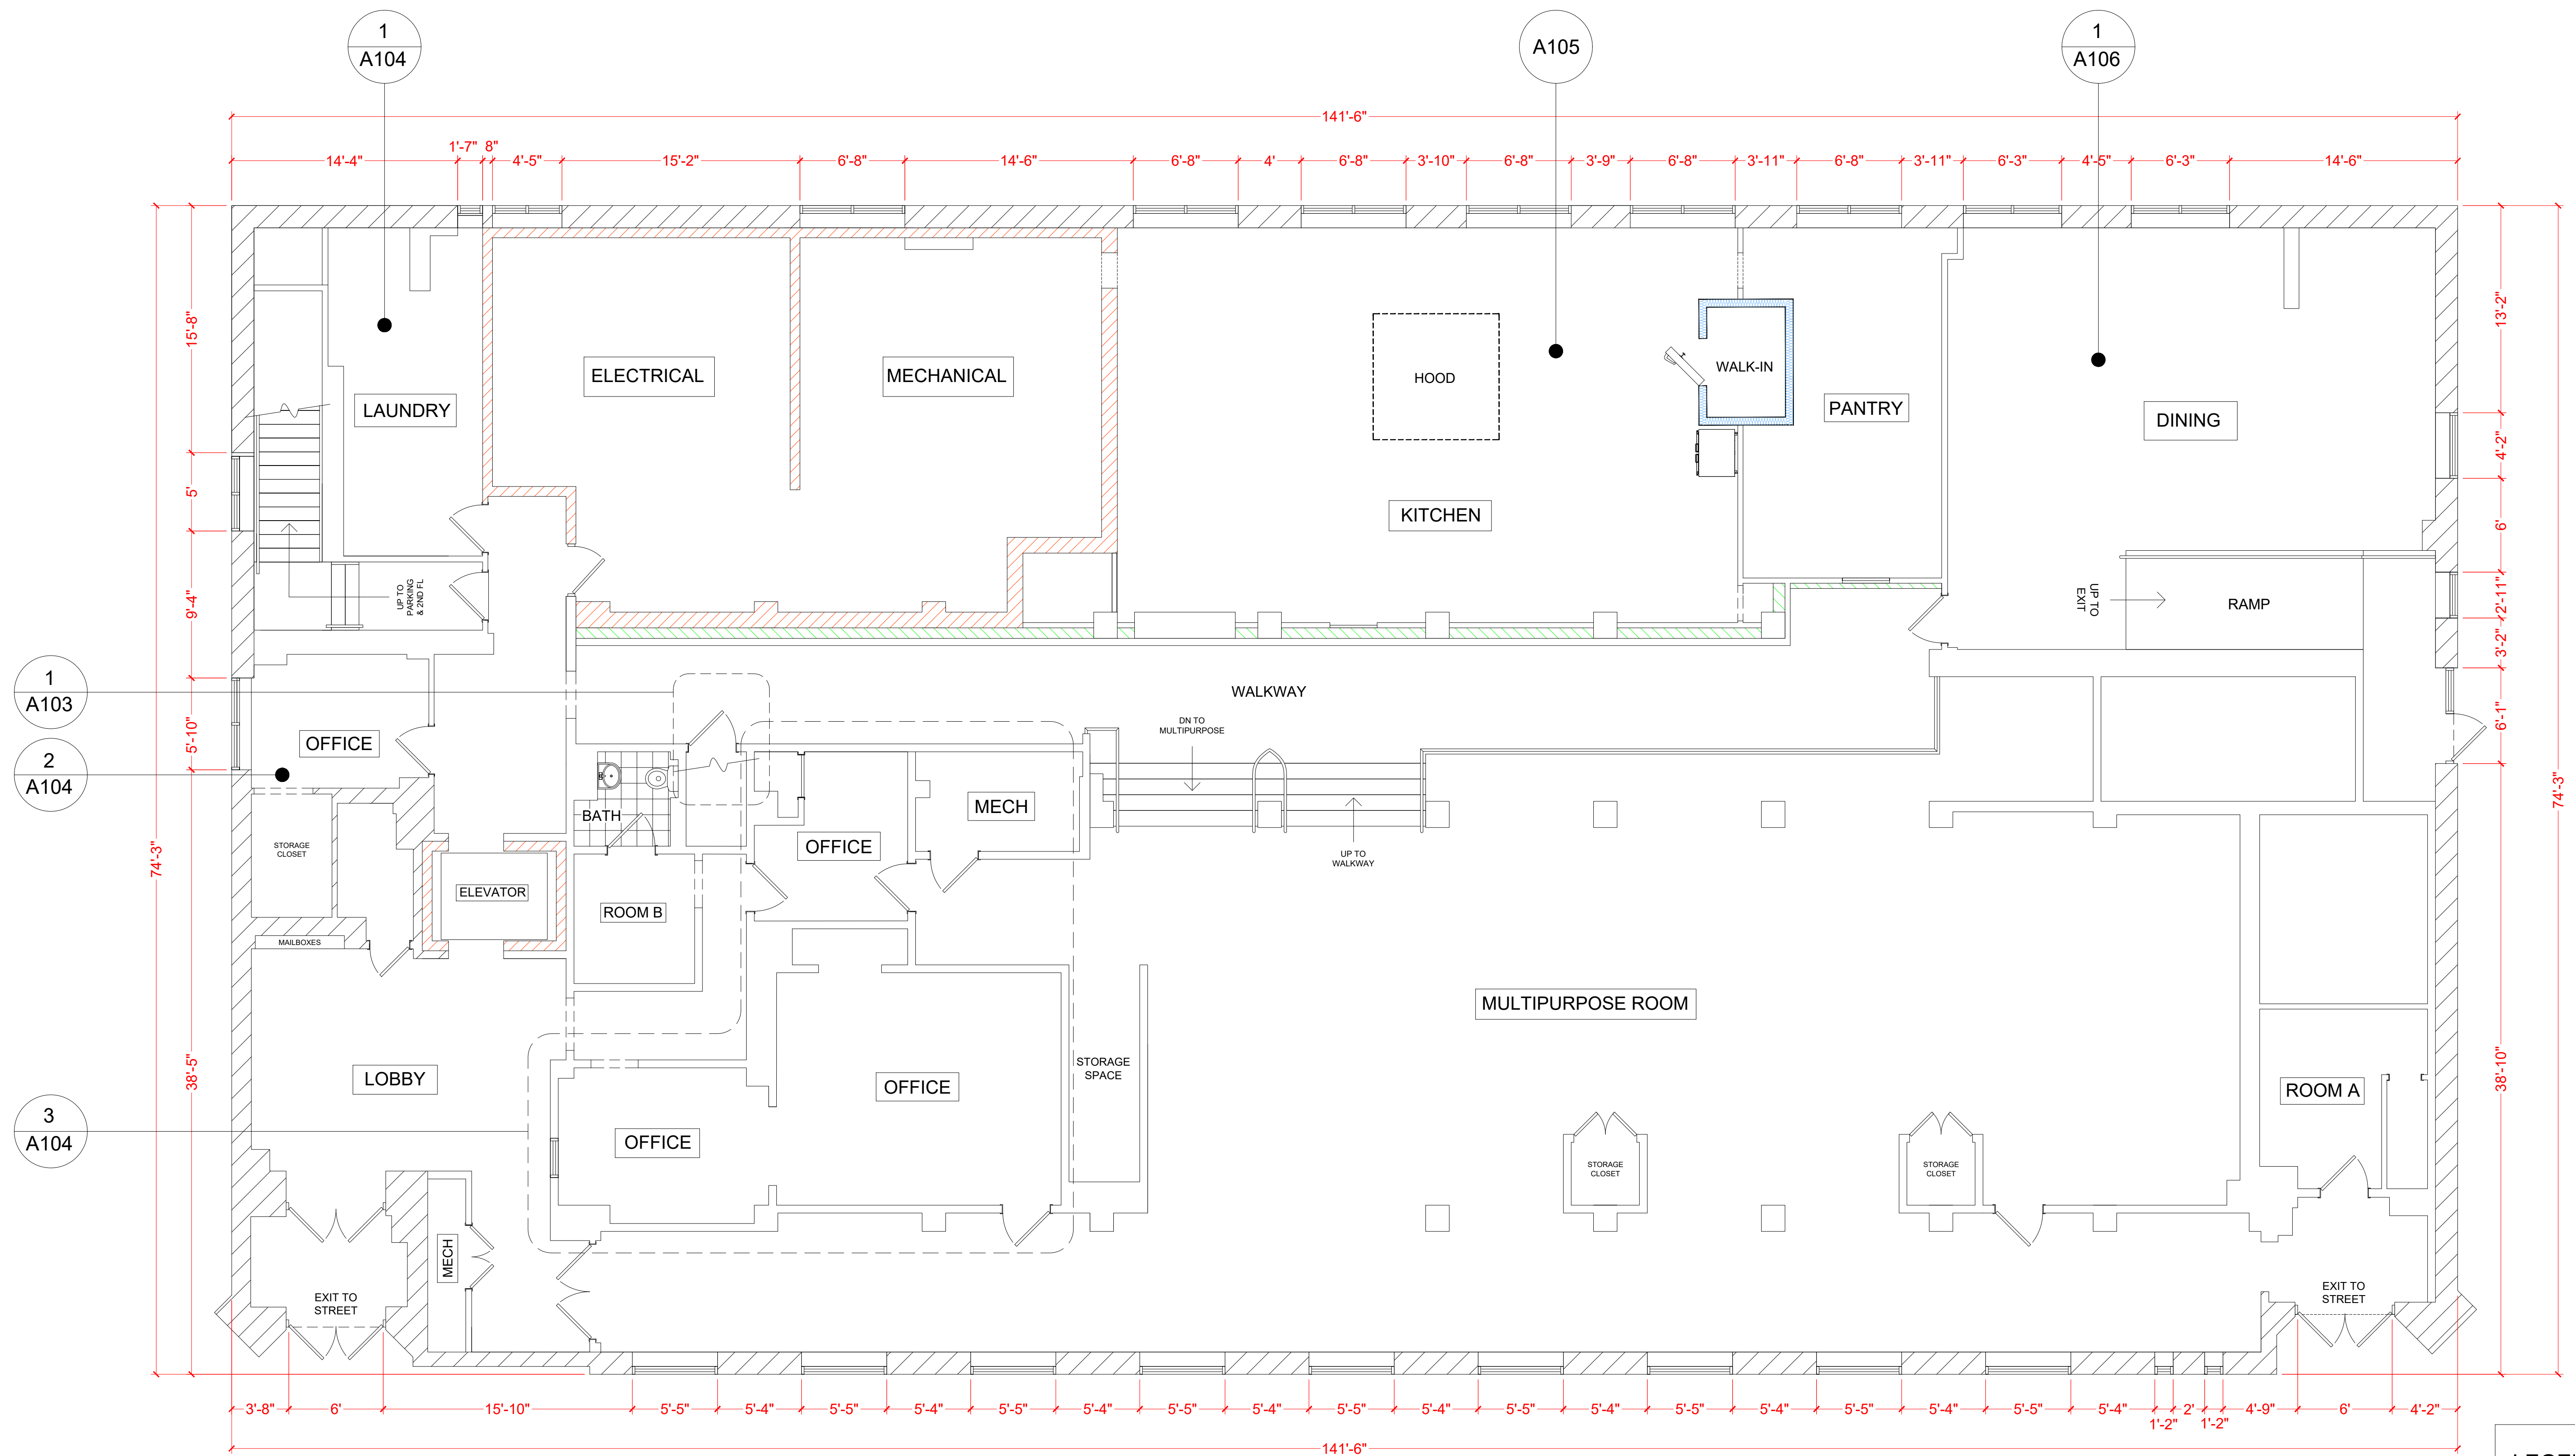 1
A104
A105
1
A106
141'-6"
14'-4"
1'-7"
8"
4'-5"
15'-2"
6'-8"
14'-6"
6'-8"
4'
6'-8"
3'-10"
6'-8"
3'-9"
6'-8"
3'-11"
6'-8"
3'-11"
6'-3"
4'-5"
6'-3"
14'-6"
15'-8"
5'
9'-4"
5'-10"
38'-5"
74'-3"
13'-2"
4'-2"
6'
2'-11"
3'-2"
6'-1"
38'-10"
74'-3"
ELECTRICAL
MECHANICAL
HOOD
WALK-IN
LAUNDRY
PANTRY
DINING
KITCHEN
UP TO
PARKING
& 2ND FL
UP TO
EXIT
RAMP
1
A103
WALKWAY
DN TO
MULTIPURPOSE
OFFICE
2
A104
MECH
BATH
OFFICE
STORAGE
CLOSET
UP TO
WALKWAY
ELEVATOR
ROOM B
MAILBOXES
MULTIPURPOSE ROOM
LOBBY
STORAGE
SPACE
OFFICE
ROOM A
3
A104
OFFICE
STORAGE
CLOSET
STORAGE
CLOSET
MECH
EXIT TO
STREET
EXIT TO
STREET
3'-8"
6'
15'-10"
5'-5"
5'-4"
5'-5"
5'-4"
5'-5"
5'-4"
5'-5"
5'-4"
5'-5"
5'-4"
5'-5"
5'-4"
5'-5"
5'-4"
5'-5"
5'-4"
5'-5"
5'-4"
1'-2"
2'
1'-2"
4'-9"
6'
4'-2"
141'-6"